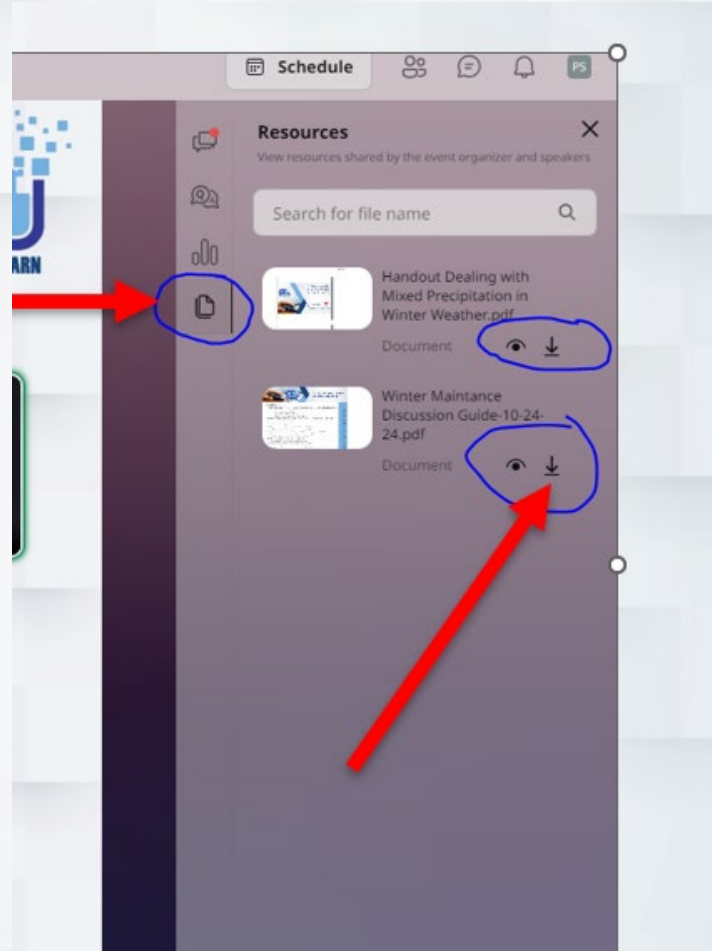 Schedule
PS
Resources
View resources shared by the event organizer and speakers
Search for file name
ARN
Handout Dealing with
Mixed Precipitation in
Winter Weather.pdf
Document
Winter Maintance
Discussion Guide-10-24-
24.pdf
Document